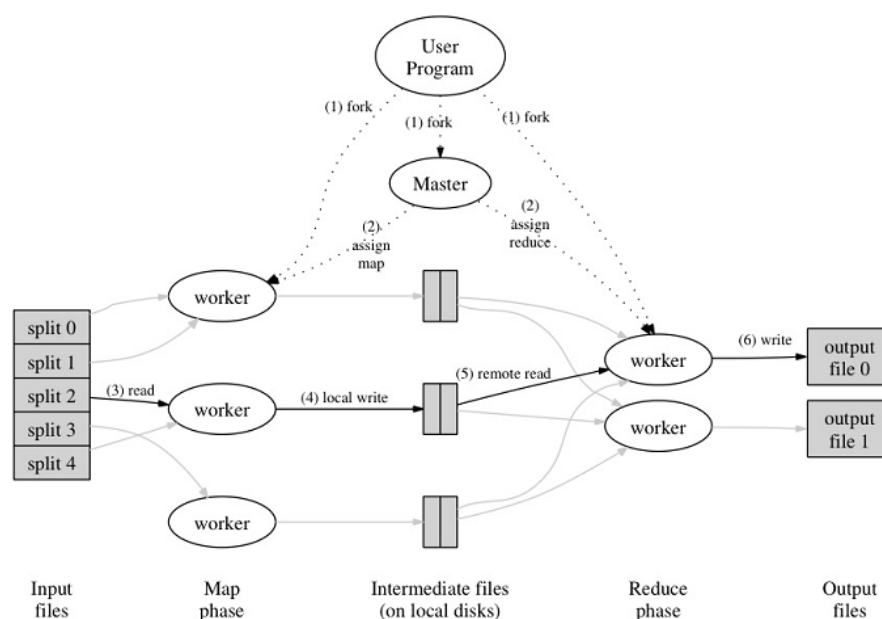 User
Program
(1) fork
(1) fork
(1) fork
Master
(2)
assign
map
(2)
assign
reduce
worker
split 0
split 1
split 2
split 3
split 4
(3) read
worker
(4) local write
(5) remote read
worker
(6) write
output
file 0
worker
output
file 1
worker
Input
files
Map
phase
Intermediate files
(on local disks)
Reduce
phase
Output
files